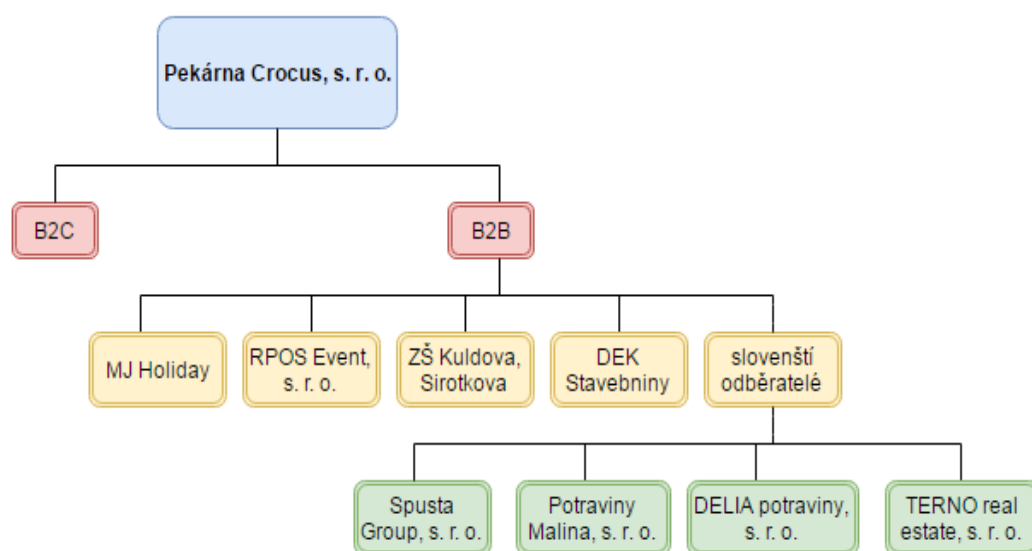 Pekárna Crocus, s. r. o.
B2C
B2B
MJ Holiday
RPOS Event,
s. r. o.
ZŠ Kuldova,
Sirotkova
DEK
Stavebniny
slovenští
odběratelé
Spusta
Group, s. r. o.
Potraviny
Malina, s. r. o.
DELIA potraviny,
s. r. o.
TERNO real
estate, s. r. o.